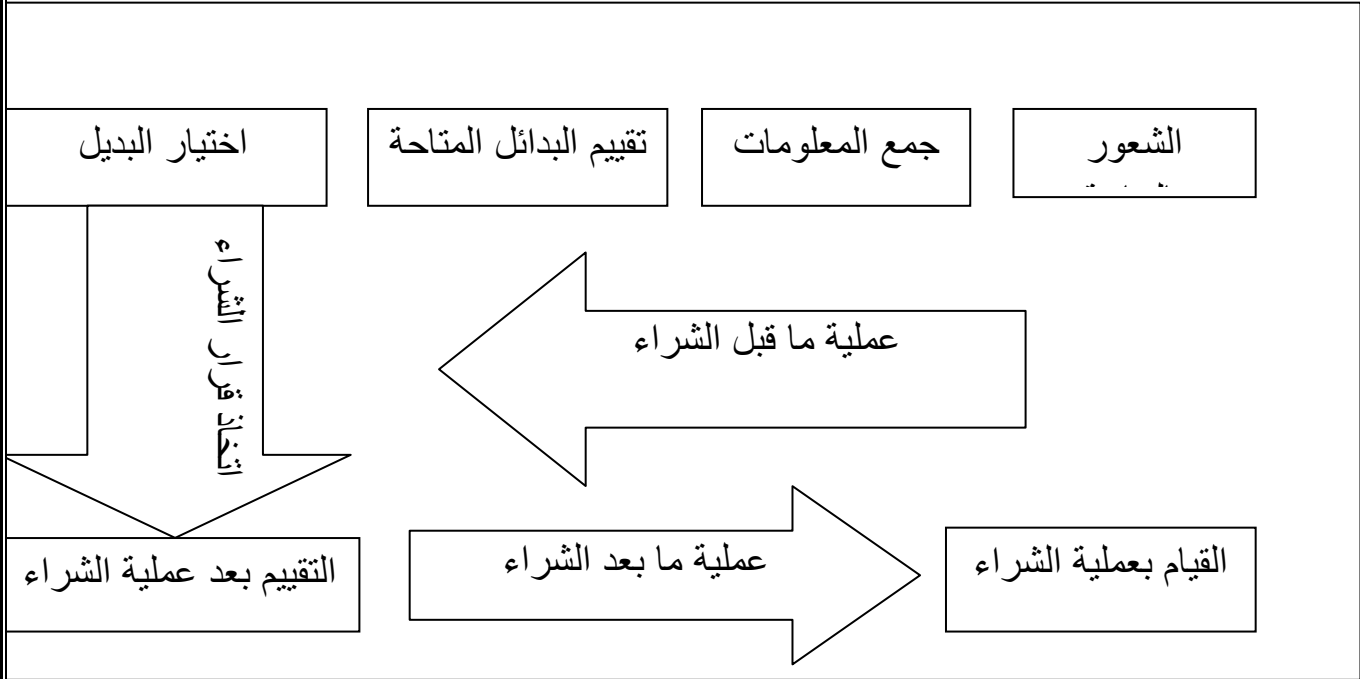 الشعور
جمع المعلومات
تقييم البدائل المتاحة
اختيار البديل
اتخاذ قرار الشراء
عملية ما قبل الشراء
القيام بعملية الشراء
عملية ما بعد الشراء
التقييم بعد عملية الشراء